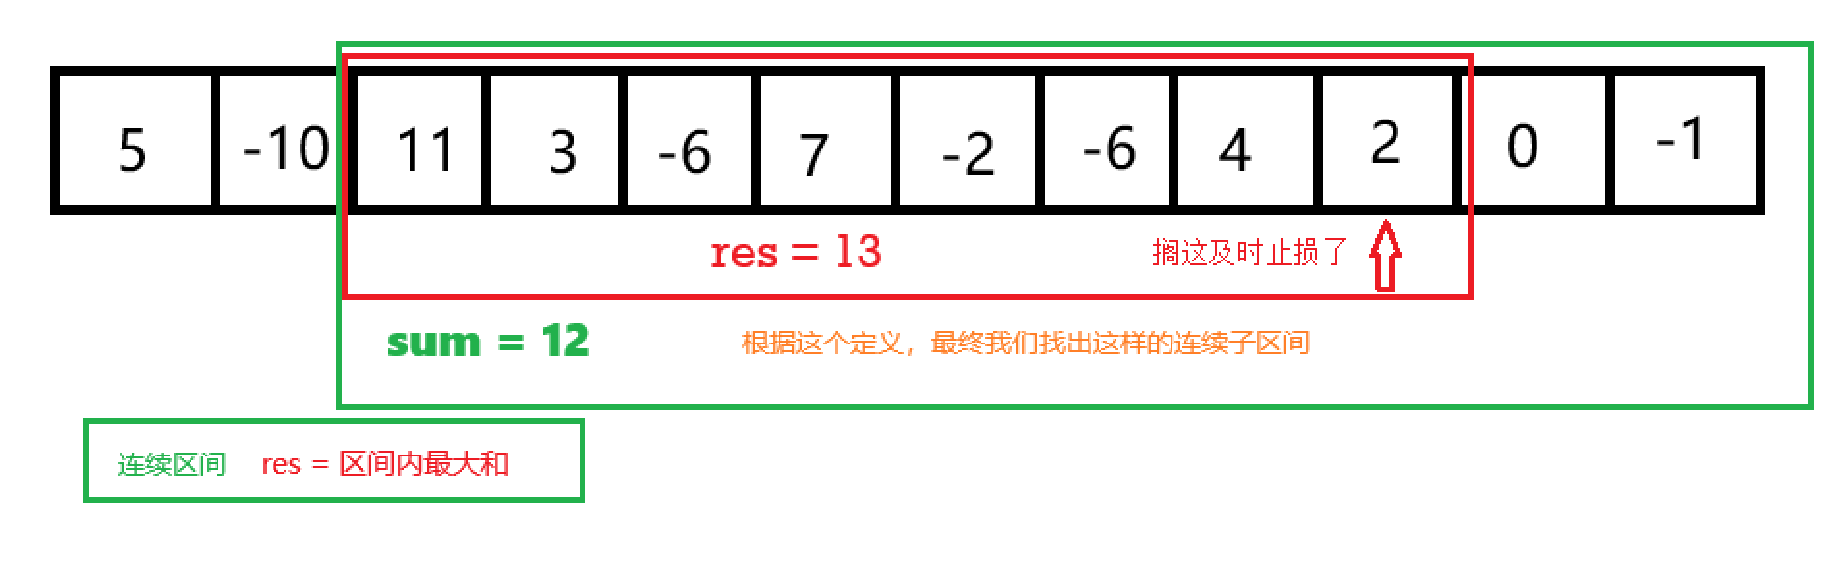 5 -10 11 3 -6 7 -2 -6 4 2 0 -1
res = 13 搁这及时止损了
sum = 12 根据这个定义，最终我们找出这样的连续子区间
连续区间 res = 区间内最大和